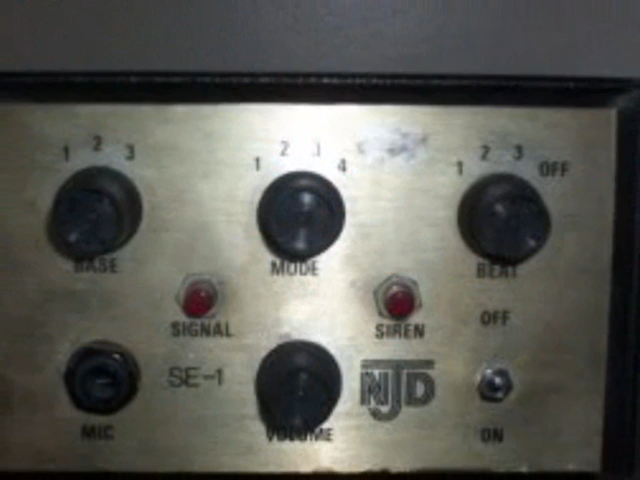 1 2 3
1 2 3 4
1 2 3 OFF
BASE
MODE
BEAT
SIGNAL
SIREN
OFF
MIC
SE-1
VOLUME
NJD
ON